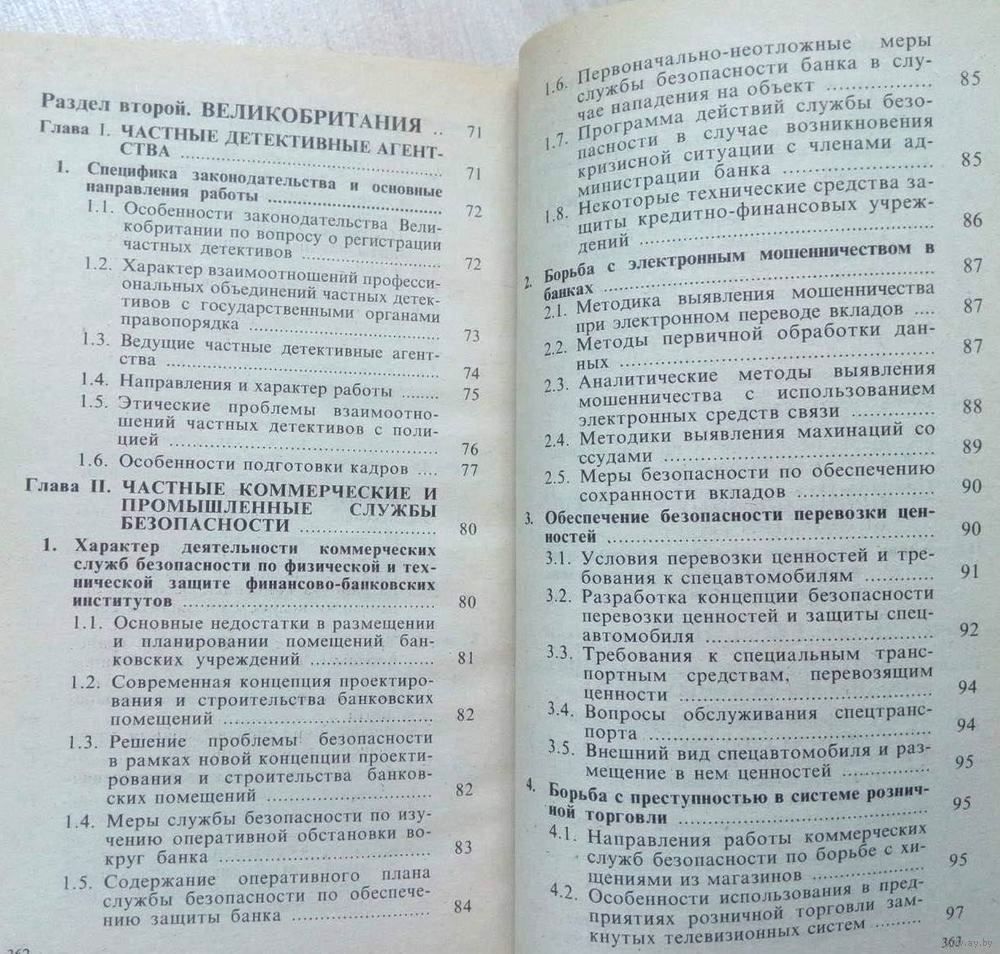 Раздел второй. ВЕЛИКОБРИТАНИЯ .. 71
Глава I. ЧАСТНЫЕ ДЕТЕКТИВНЫЕ АГЕНТ-
СТВА ........ 71
1. Специфика законодательства и основные
направления работы ........ 72
1.1. Особенности законодательства Вели-
кобритании по вопросу о регистрации
частных детективов ........ 72
1.2. Характер взаимоотношений професси-
ональных объединений частных детек-
тивов с государственными органами
правопорядка ........ 73
1.3. Ведущие частные детективные агент-
ства ........ 74
1.4. Направления и характер работы ........ 75
1.5. Этические проблемы взаимоотно-
шений частных детективов с поли-
цией ........ 76
1.6. Особенности подготовки кадров .... 77
Глава II. ЧАСТНЫЕ КОММЕРЧЕСКИЕ И
ПРОМЫШЛЕННЫЕ СЛУЖБЫ
БЕЗОПАСНОСТИ ........ 80
1. Характер деятельности коммерческих
служб безопасности по физической и тех-
нической защите финансово-банковских
институтов ........ 80
1.1. Основные недостатки в размещении
и планировании помещений бан-
ковских учреждений ........ 81
1.2. Современная концепция проектиро-
вания и строительства банковских
помещений ........ 82
1.3. Решение проблемы безопасности
в рамках новой концепции проекти-
рования и строительства банков-
ских помещений ........ 82
1.4. Меры службы безопасности по изу-
чению оперативной обстановки во-
круг банка ........ 83
1.5. Содержание оперативного плана
службы безопасности по обеспече-
нию защиты банка ........ 84
362
1.6. Первоначально-неотложные меры
службы безопасности банка в слу-
чае нападения на объект ........ 85
1.7. Программа действий службы безо-
пасности в случае возникновения
кризисной ситуации с членами ад-
министрации банка ........ 85
1.8. Некоторые технические средства за-
щиты кредитно-финансовых учреж-
дений ........ 86
2. Борьба с электронным мошенничеством в
банках ........ 87
2.1. Методика выявления мошенничества
при электронном переводе вкладов .... 87
2.2. Методы первичной обработки дан-
ных ........ 87
2.3. Аналитические методы выявления
мошенничества с использованием
электронных средств связи ........ 88
2.4. Методики выявления махинаций со
ссудами ........ 89
2.5. Меры безопасности по обеспечению
сохранности вкладов ........ 90
3. Обеспечение безопасности перевозки цен-
ностей ........ 90
3.1. Условия перевозки ценностей и тре-
бования к спецавтомобилям ........ 91
3.2. Разработка концепции безопасности
перевозки ценностей и защиты спец-
автомобиля ........ 92
3.3. Требования к специальным транс-
портным средствам, перевозящим
ценности ........ 94
3.4. Вопросы обслуживания спецтранс-
порта ........ 94
3.5. Внешний вид спецавтомобиля и раз-
мещение в нем ценностей ........ 95
4. Борьба с преступностью в системе рознич-
ной торговли ........ 95
4.1. Направления работы коммерческих
служб безопасности по борьбе с хи-
щениями из магазинов ........ 95
4.2. Особенности использования в пред-
приятиях розничной торговли зам-
кнутых телевизионных систем ........ 97
363